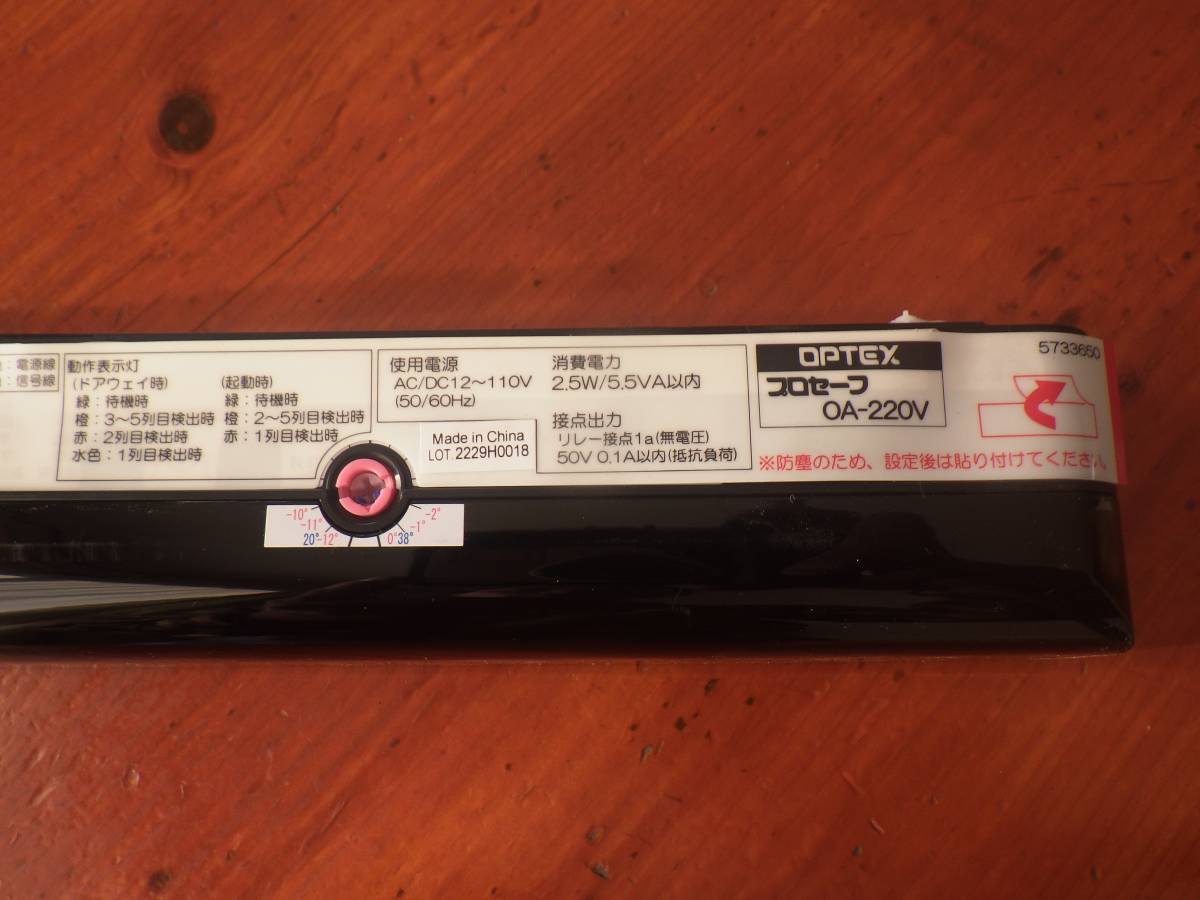 ：電源線
：信号線
動作表示灯
(ドアウェイ時)
緑：待機時
橙：3～5列目検出時
赤：2列目検出時
水色：1列目検出時
(起動時)
緑：待機時
橙：2～5列目検出時
赤：1列目検出時
使用電源
AC/DC12～110V
(50/60Hz)
消費電力
2.5W/5.5VA以内
接点出力
リレー接点1a(無電圧)
50V 0.1A以内(抵抗負荷)
Made in China
LOT. 2229H0018
OPTEX
プロセーフ
OA-220V
5733650
※防塵のため、設定後は貼り付けてください。
-10° -2°
-11° -1°
20° -12° 0° 38°